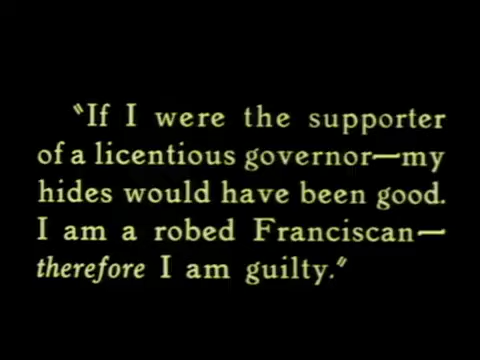 "If I were the supporter
of a licentious governor—my
hides would have been good.
I am a robed Franciscan—
therefore I am guilty."